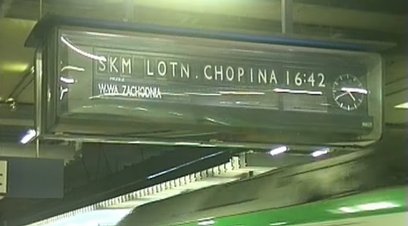 SKM LOTN. CHOPINA 16:42
PRZEZ
W-WA ZACHODNIA